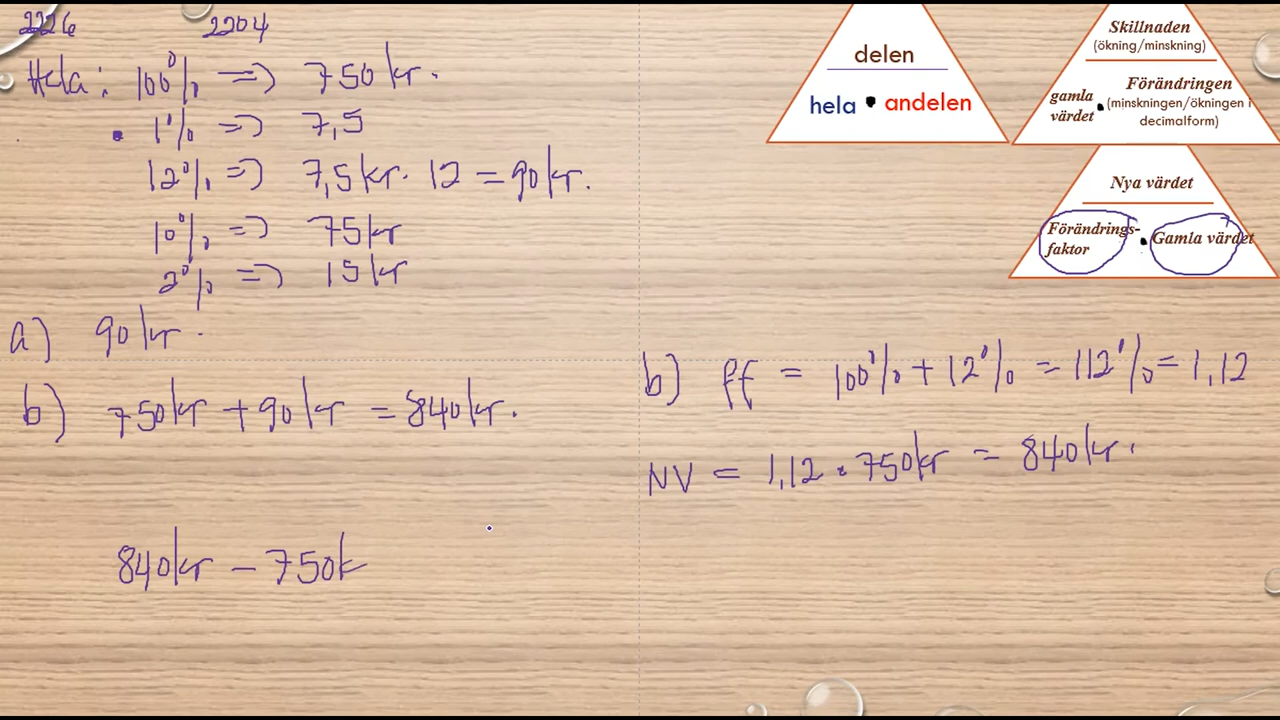 2226 2204
Hela: 100% => 750 kr.
1% => 7,5
12% => 7,5 kr · 12 = 90 kr.
10% => 75 kr
2% => 15 kr
a) 90 kr.
b) 750 kr + 90 kr = 840 kr.
840 kr - 750 k
delen
hela • andelen
Skillnaden
(ökning/minskning)
gamla värdet • Förändringen
(minskningen/ökningen i
decimalform)
Nya värdet
Förändrings-
faktor • Gamla värdet
b) ff = 100% + 12% = 112% = 1,12
NV = 1,12 · 750 kr = 840 kr.